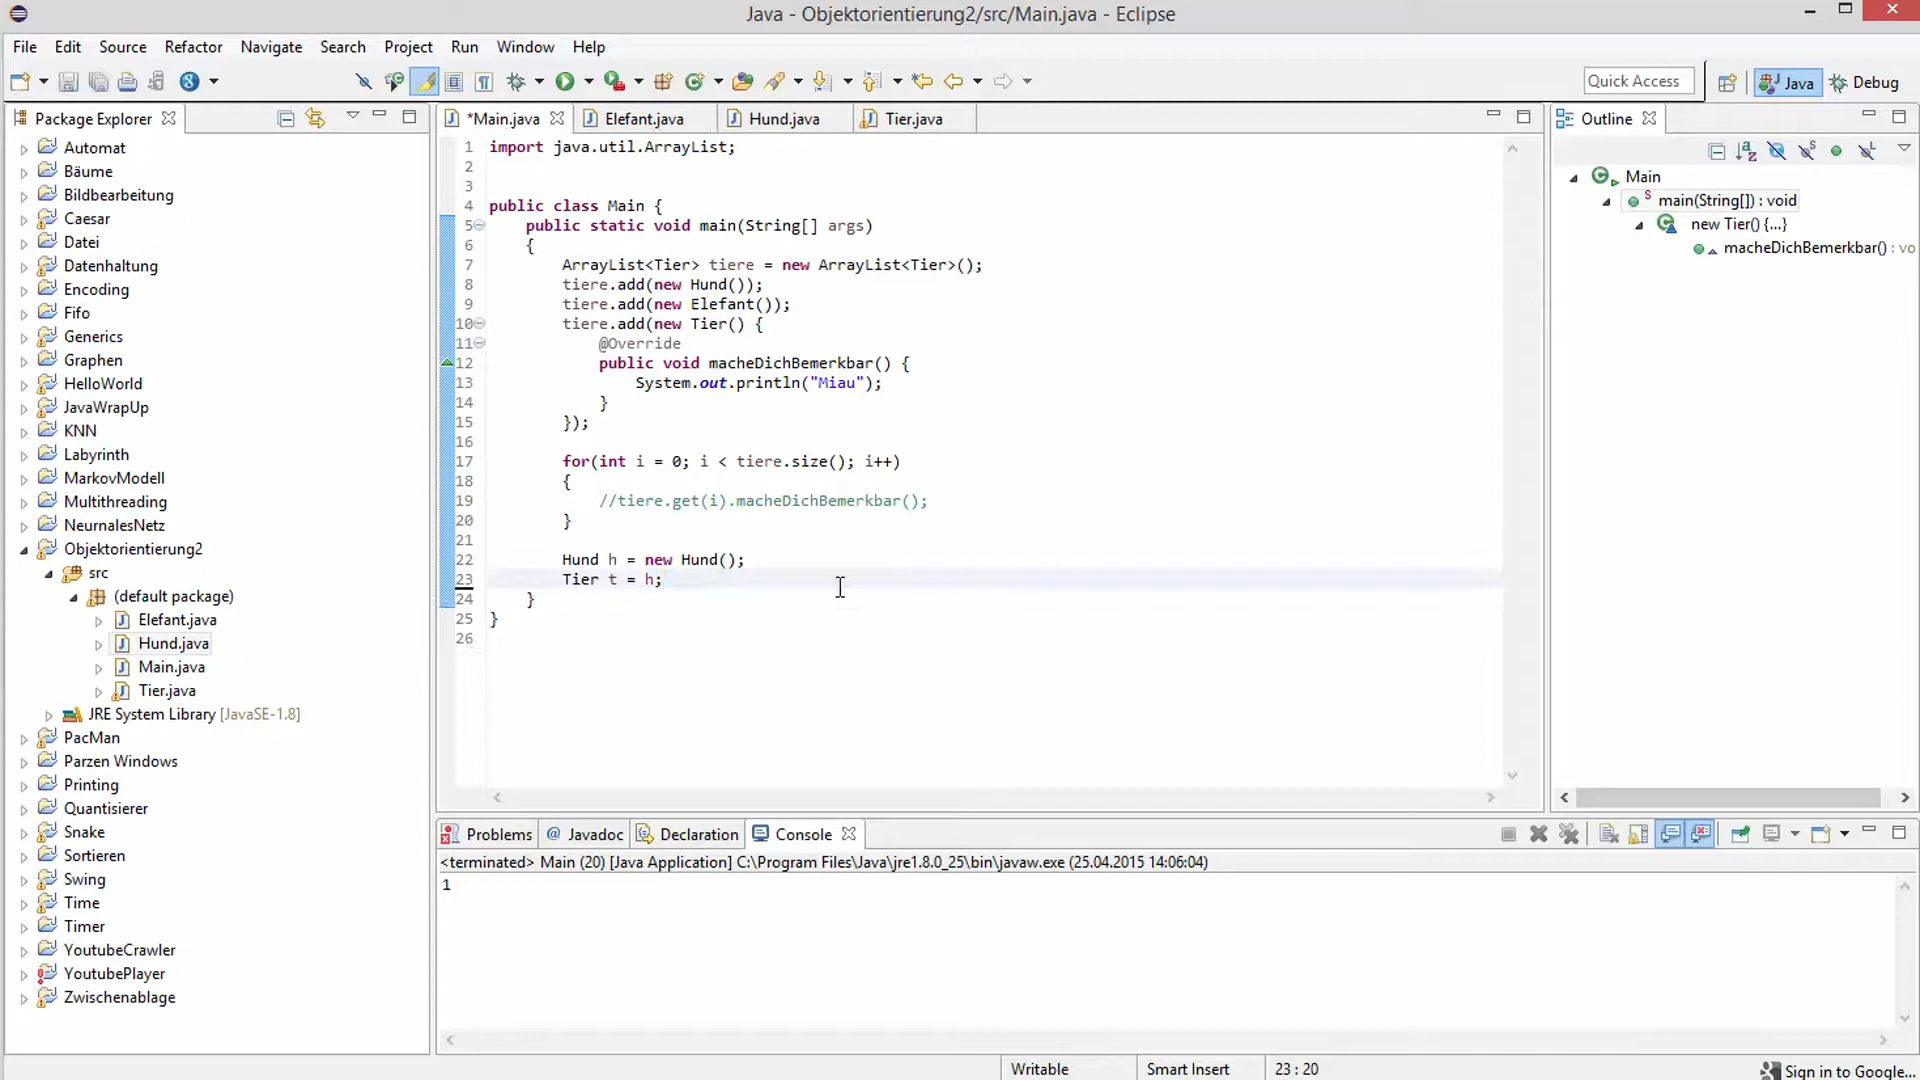 Java - Objektorientierung2/src/Main.java - Eclipse
File Edit Source Refactor Navigate Search Project Run Window Help
Quick Access Java Debug
Package Explorer
Automat
Bäume
Bildbearbeitung
Caesar
Datei
Datenhaltung
Encoding
Fifo
Generics
Graphen
HelloWorld
JavaWrapUp
KNN
Labyrinth
MarkovModell
Multithreading
NeurnalesNetz
Objektorientierung2
src
(default package)
Elefant.java
Hund.java
Main.java
Tier.java
JRE System Library [JavaSE-1.8]
PacMan
Parzen Windows
Printing
Quantisierer
Snake
Sortieren
Swing
Time
Timer
YoutubeCrawler
YoutubePlayer
Zwischenablage
*Main.java Elefant.java Hund.java Tier.java
1 import java.util.ArrayList;
2
3
4 public class Main {
5 public static void main(String[] args)
6 {
7 ArrayList<Tier> tiere = new ArrayList<Tier>();
8 tiere.add(new Hund());
9 tiere.add(new Elefant());
10 tiere.add(new Tier() {
11 @Override
12 public void macheDichBemerkbar() {
13 System.out.println("Miau");
14 }
15 });
16
17 for(int i = 0; i < tiere.size(); i++)
18 {
19 //tiere.get(i).macheDichBemerkbar();
20 }
21
22 Hund h = new Hund();
23 Tier t = h;
24 }
25 }
26
Outline
Main
main(String[]) : void
new Tier() {...}
macheDichBemerkbar() : vo
Problems @ Javadoc Declaration Console
<terminated> Main (20) [Java Application] C:\Program Files\Java\jre1.8.0_25\bin\javaw.exe (25.04.2015 14:06:04)
1
Writable Smart Insert 23 : 20 Sign in to Google...